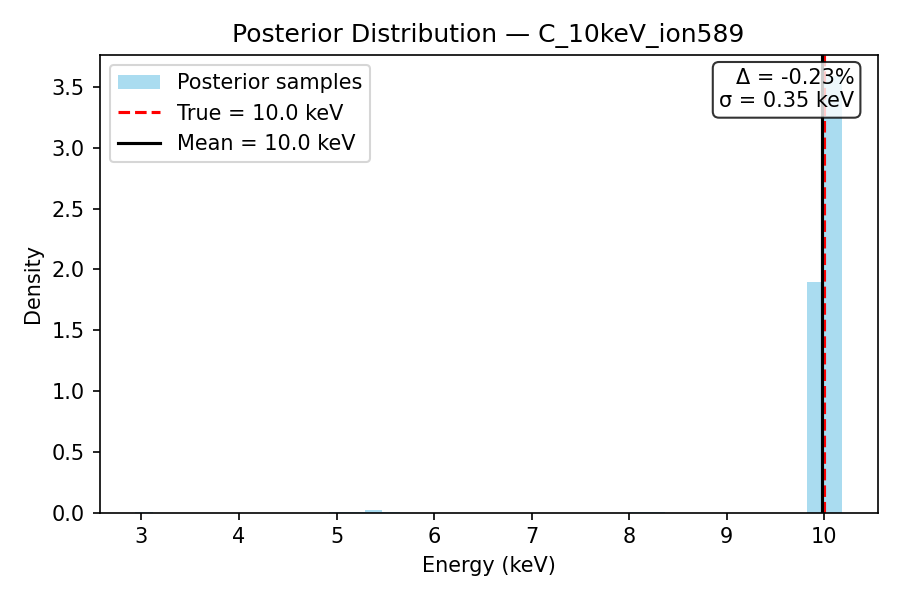 Posterior Distribution — C_10keV_ion589
Posterior samples
True = 10.0 keV
Mean = 10.0 keV
Δ = -0.23%
σ = 0.35 keV
3.5
3.0
2.5
2.0
1.5
1.0
0.5
0.0
Density
3 4 5 6 7 8 9 10
Energy (keV)